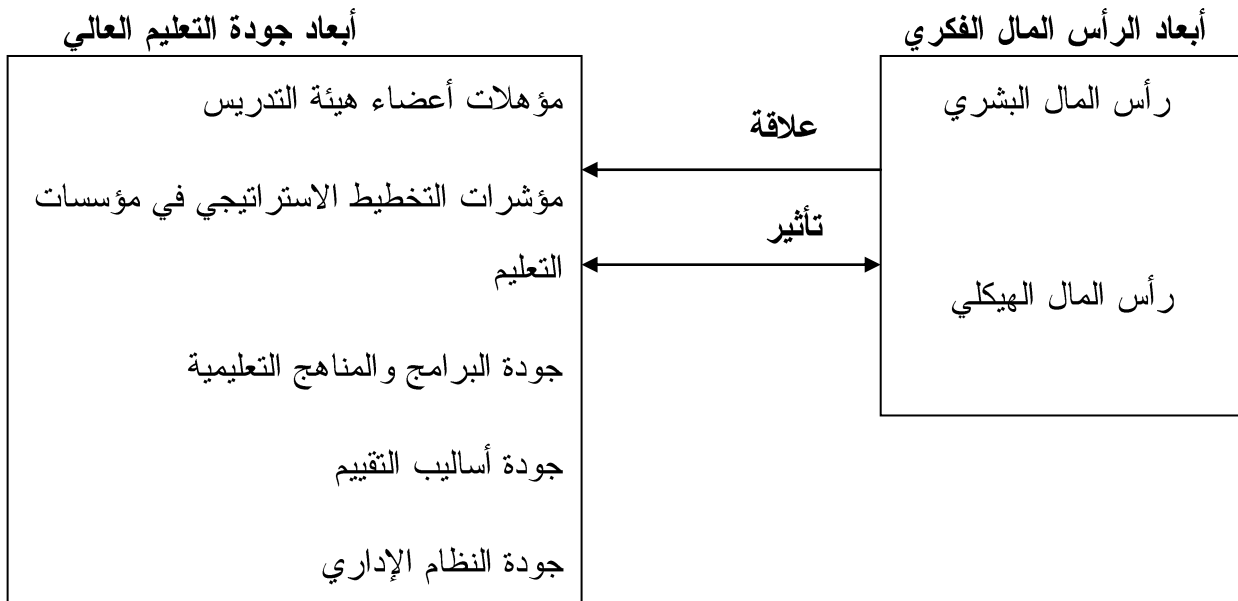 أبعاد الرأس المال الفكري
رأس المال البشري
رأس المال الهيكلي
علاقة
تأثير
أبعاد جودة التعليم العالي
مؤهلات أعضاء هيئة التدريس
مؤشرات التخطيط الاستراتيجي في مؤسسات
التعليم
جودة البرامج والمناهج التعليمية
جودة أساليب التقييم
جودة النظام الإداري